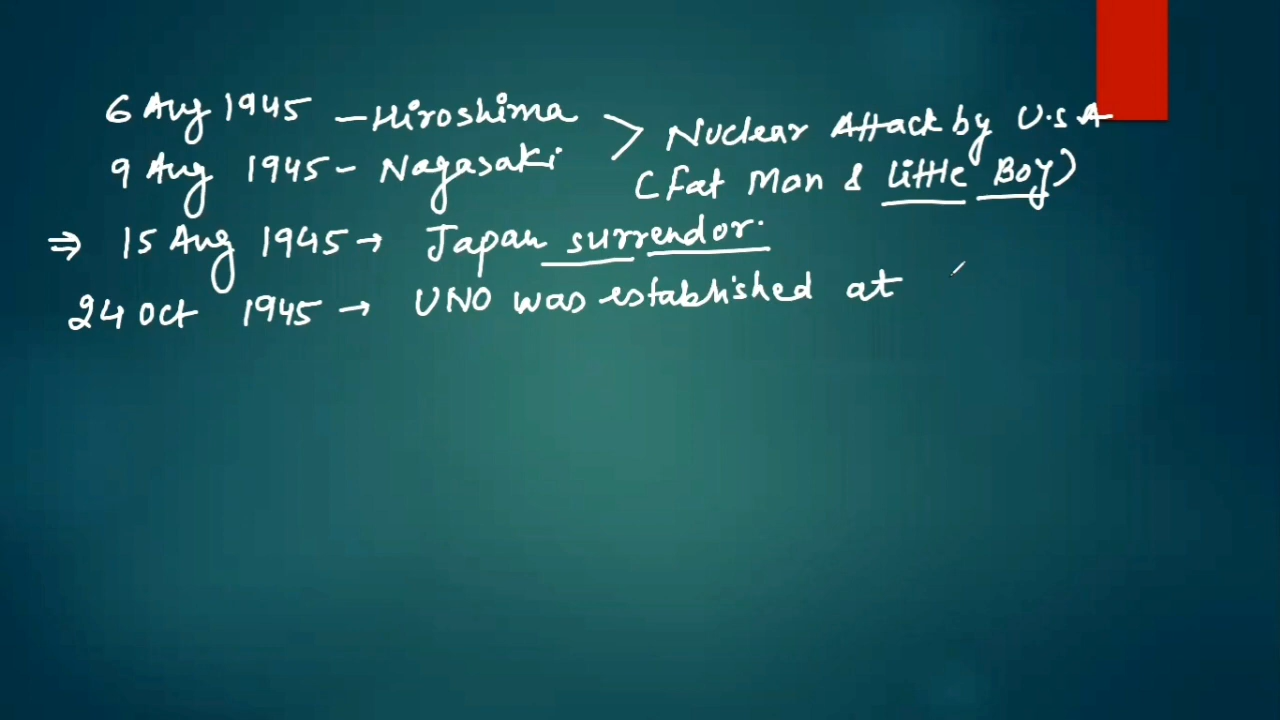 6 Aug 1945 - Hiroshima > Nuclear Attack by U.S.A
9 Aug 1945 - Nagasaki (Fat Man & Little Boy)
⇒ 15 Aug 1945 → Japan surrendor.
24 Oct 1945 → UNO was established at